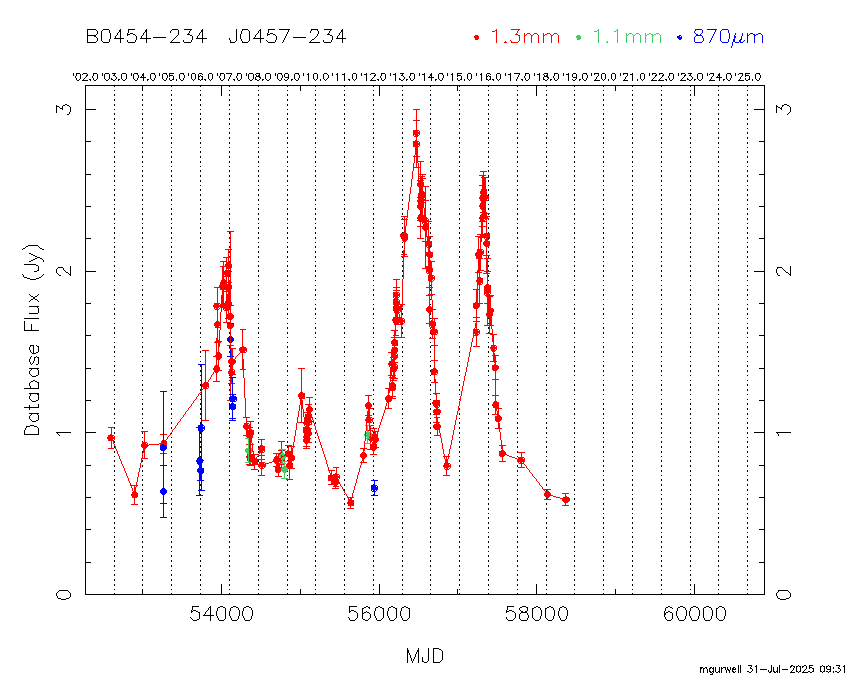 B0454-234 J0457-234 1.3mm 1.1mm 870μm
'02.0 '03.0 '04.0 '05.0 '06.0 '07.0 '08.0 '09.0 '10.0 '11.0 '12.0 '13.0 '14.0 '15.0 '16.0 '17.0 '18.0 '19.0 '20.0 '21.0 '22.0 '23.0 '24.0 '25.0
3 3
2 2
Database Flux (Jy)
1 1
0 0
54000 56000 58000 60000
MJD
mgurwell 31-Jul-2025 09:31